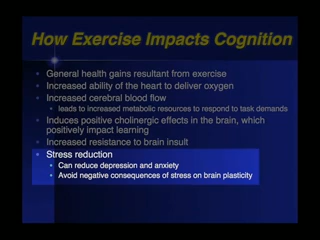 How Exercise Impacts Cognition
• General health gains resultant from exercise
• Increased ability of the heart to deliver oxygen
• Increased cerebral blood flow
• leads to increased metabolic resources to respond to task demands
• Induces positive cholinergic effects in the brain, which
positively impact learning
• Increased resistance to brain insult
• Stress reduction
• Can reduce depression and anxiety
• Avoid negative consequences of stress on brain plasticity